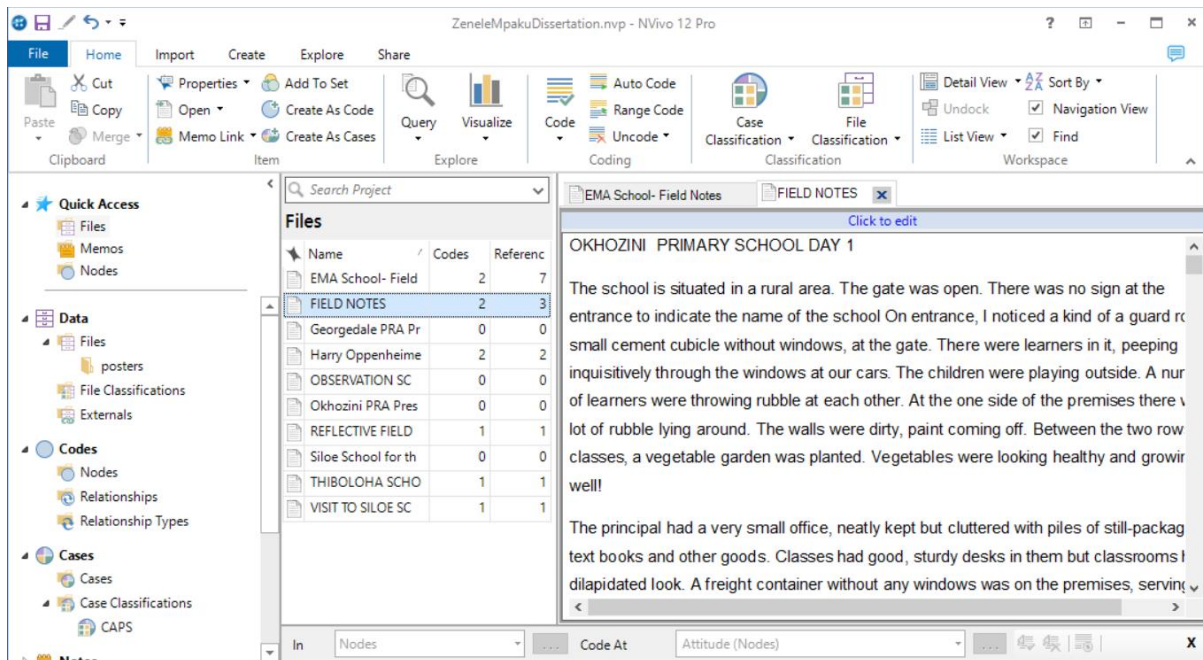 ZeneleMpakuDissertation.nvp - NVivo 12 Pro
File Home Import Create Explore Share
Paste
Cut
Copy
Merge
Clipboard
Properties
Open
Memo Link
Add To Set
Create As Code
Create As Cases
Item
Query
Visualize
Explore
Code
Auto Code
Range Code
Uncode
Coding
Case Classification
File Classification
Classification
Detail View
Undock
List View
Sort By
Navigation View
Find
Workspace
Quick Access
Files
Memos
Nodes
Data
Files
posters
File Classifications
Externals
Codes
Nodes
Relationships
Relationship Types
Cases
Cases
Case Classifications
CAPS
Search Project
Files
Name Codes Referenc
EMA School- Field 2 7
FIELD NOTES 2 3
Georgedale PRA Pr 0 0
Harry Oppenheime 2 2
OBSERVATION SC 0 0
Okhozini PRA Pres 0 0
REFLECTIVE FIELD 1 1
Siloe School for th 0 0
THIBOLOHA SCHO 1 1
VISIT TO SILOE SC 1 1
EMA School- Field Notes FIELD NOTES
Click to edit
OKHOZINI PRIMARY SCHOOL DAY 1
The school is situated in a rural area. The gate was open. There was no sign at the
entrance to indicate the name of the school On entrance, I noticed a kind of a guard ro
small cement cubicle without windows, at the gate. There were learners in it, peeping
inquisitively through the windows at our cars. The children were playing outside. A nur
of learners were throwing rubble at each other. At the one side of the premises there
lot of rubble lying around. The walls were dirty, paint coming off. Between the two row
classes, a vegetable garden was planted. Vegetables were looking healthy and growin
well!
The principal had a very small office, neatly kept but cluttered with piles of still-packag
text books and other goods. Classes had good, sturdy desks in them but classrooms
dilapidated look. A freight container without any windows was on the premises, serving
In Nodes ... Code At Attitude (Nodes) ... X